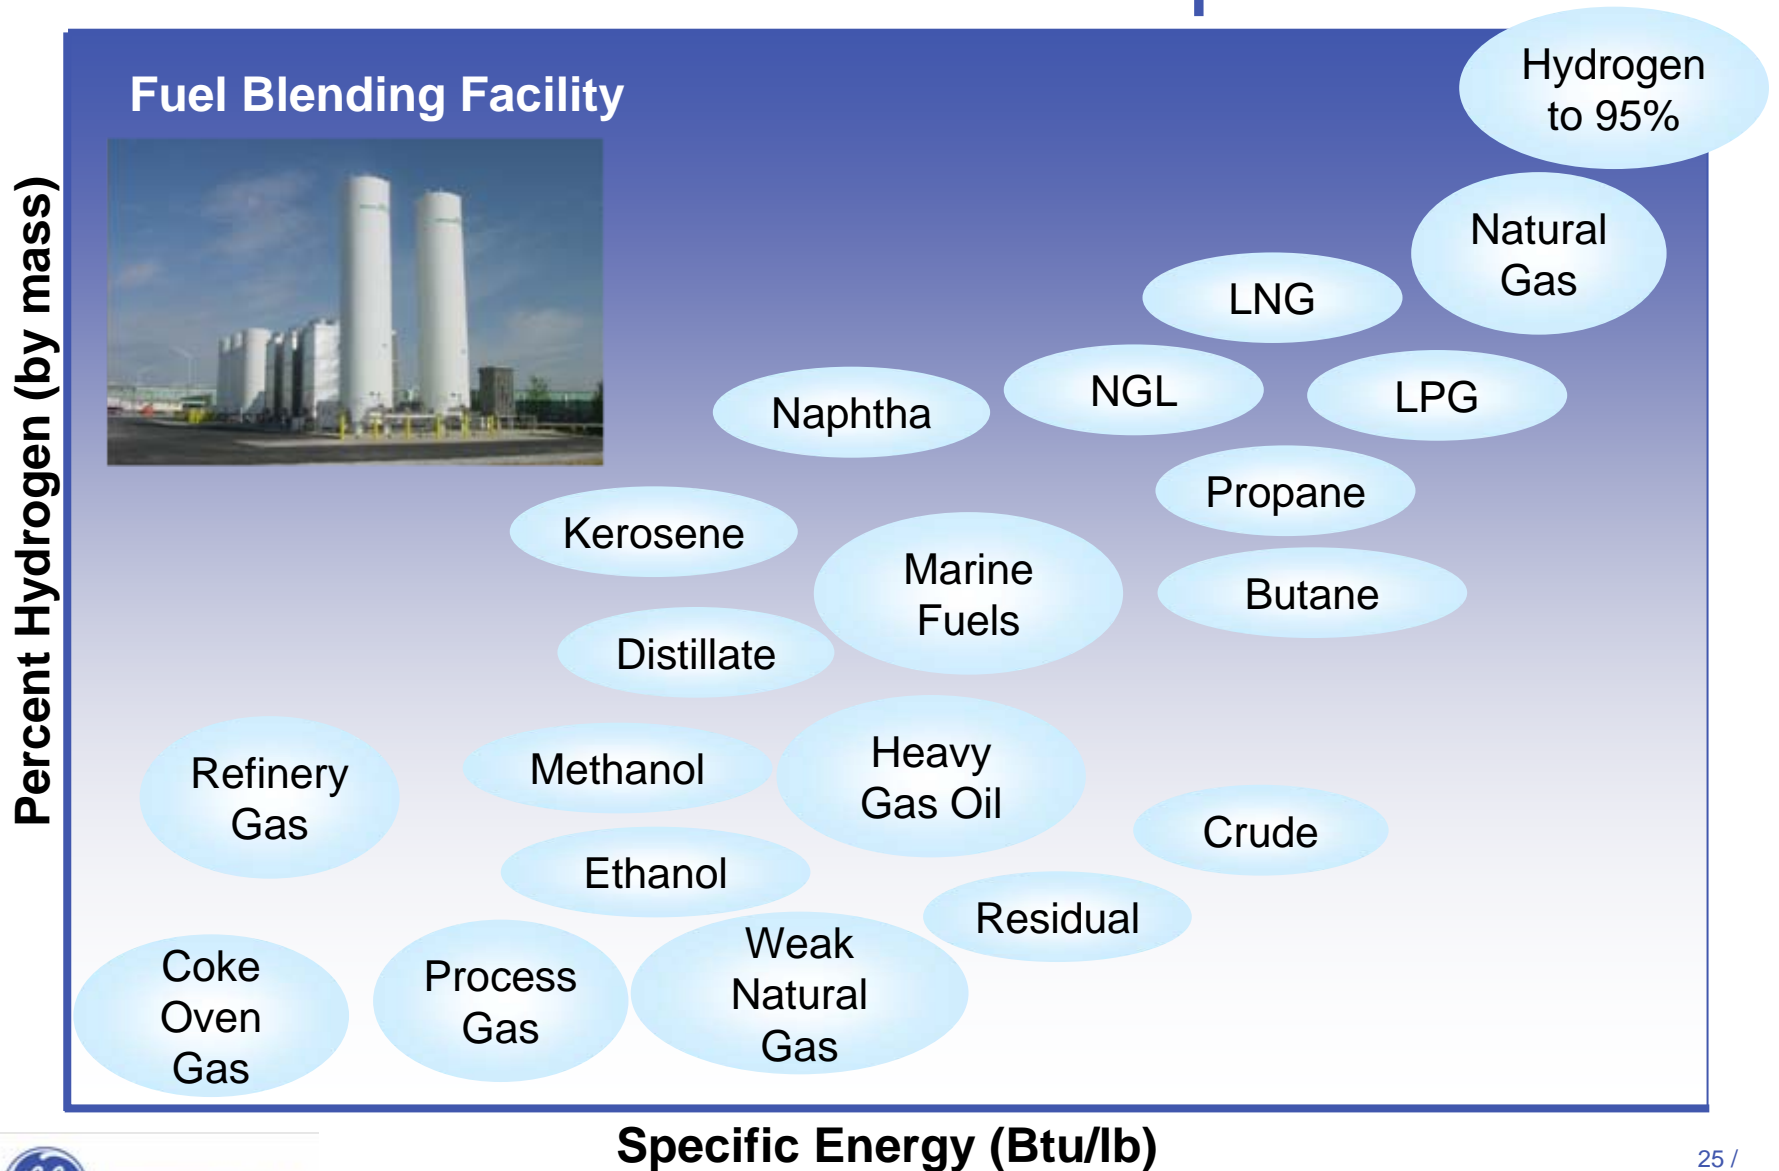 Fuel Blending Facility
Hydrogen
to 95%
Natural
Gas
LNG
NGL
LPG
Naphtha
Propane
Kerosene
Marine
Fuels
Butane
Distillate
Refinery
Gas
Methanol
Heavy
Gas Oil
Crude
Ethanol
Residual
Coke
Oven
Gas
Process
Gas
Weak
Natural
Gas
Percent Hydrogen (by mass)
Specific Energy (Btu/lb)
25 /